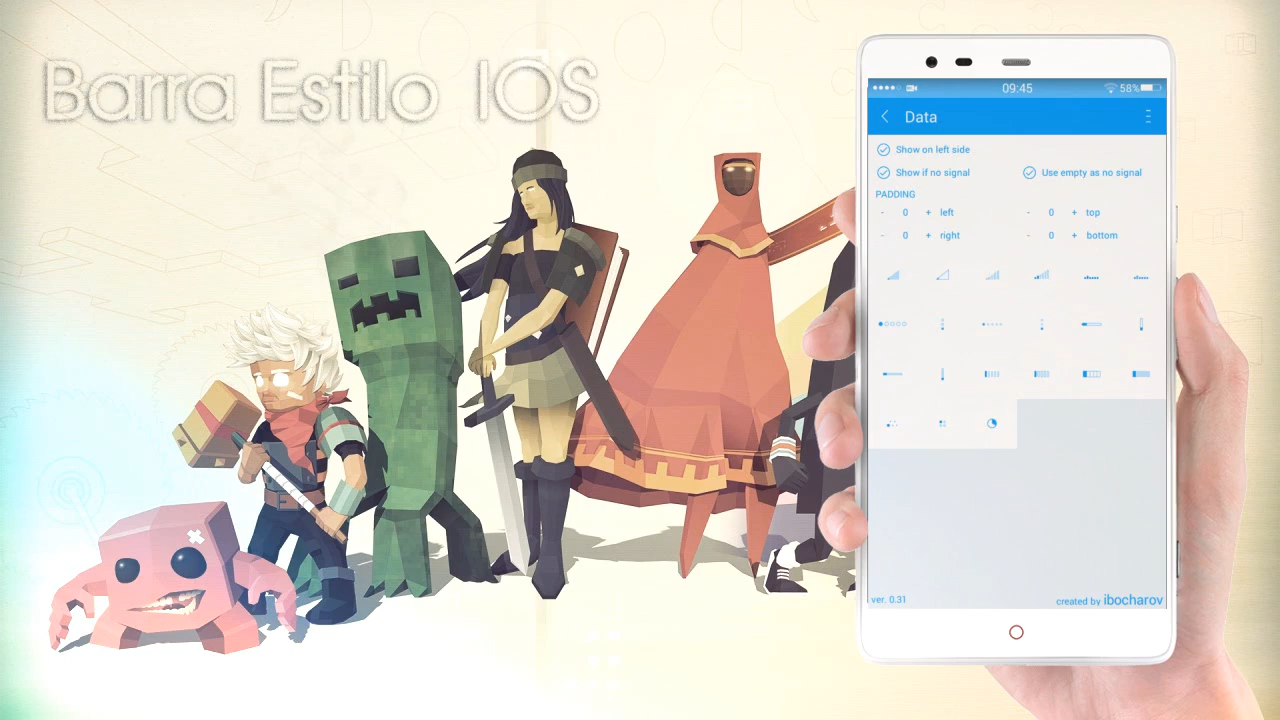 Barra Estilo IOS
09:45
58%
Data
Show on left side
Show if no signal
Use empty as no signal
PADDING
- 0 + left
- 0 + top
- 0 + right
- 0 + bottom
ver. 0.31
created by ibocharov